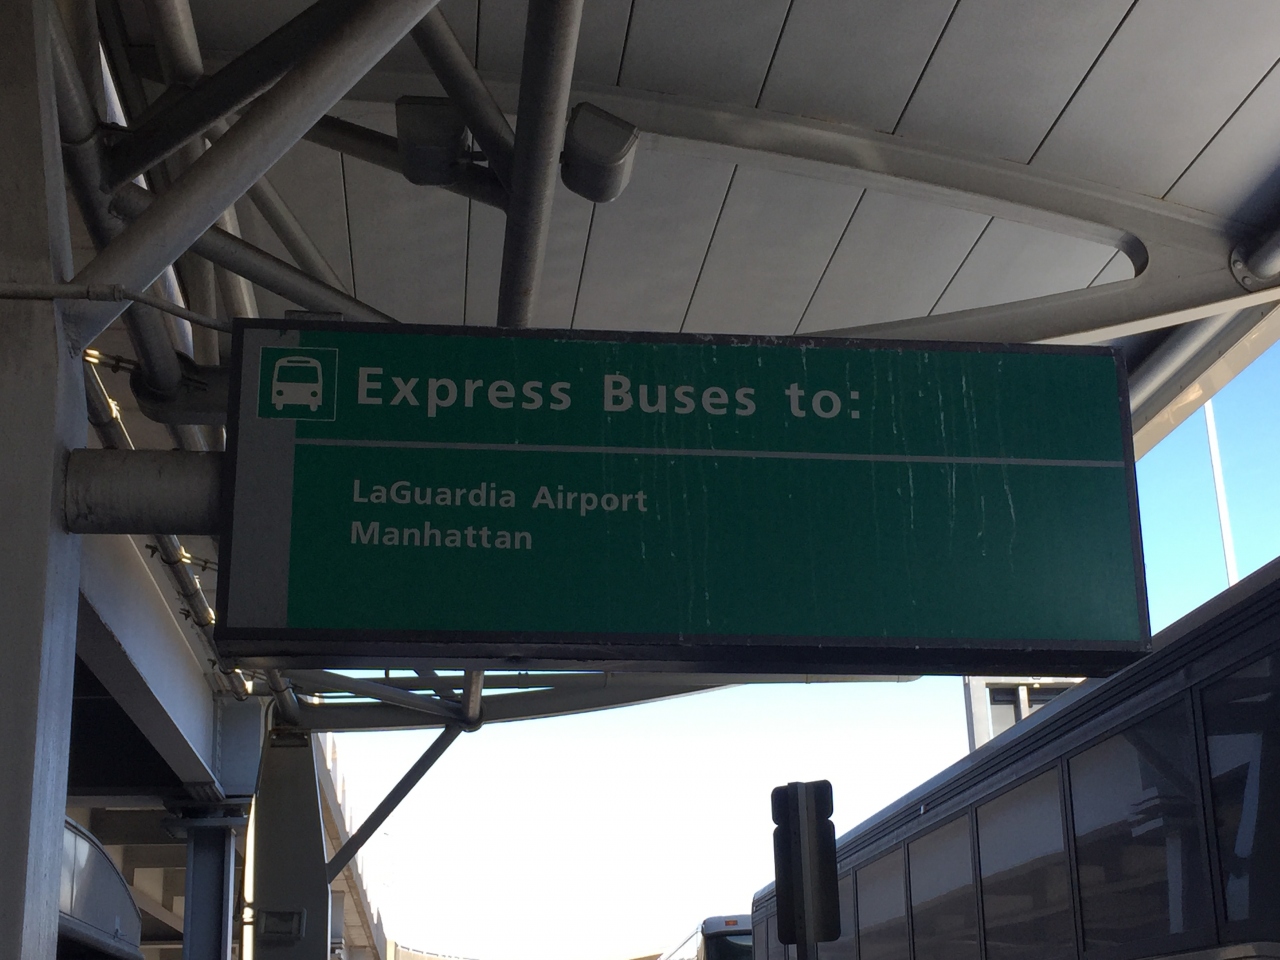 Express Buses to:
LaGuardia Airport
Manhattan